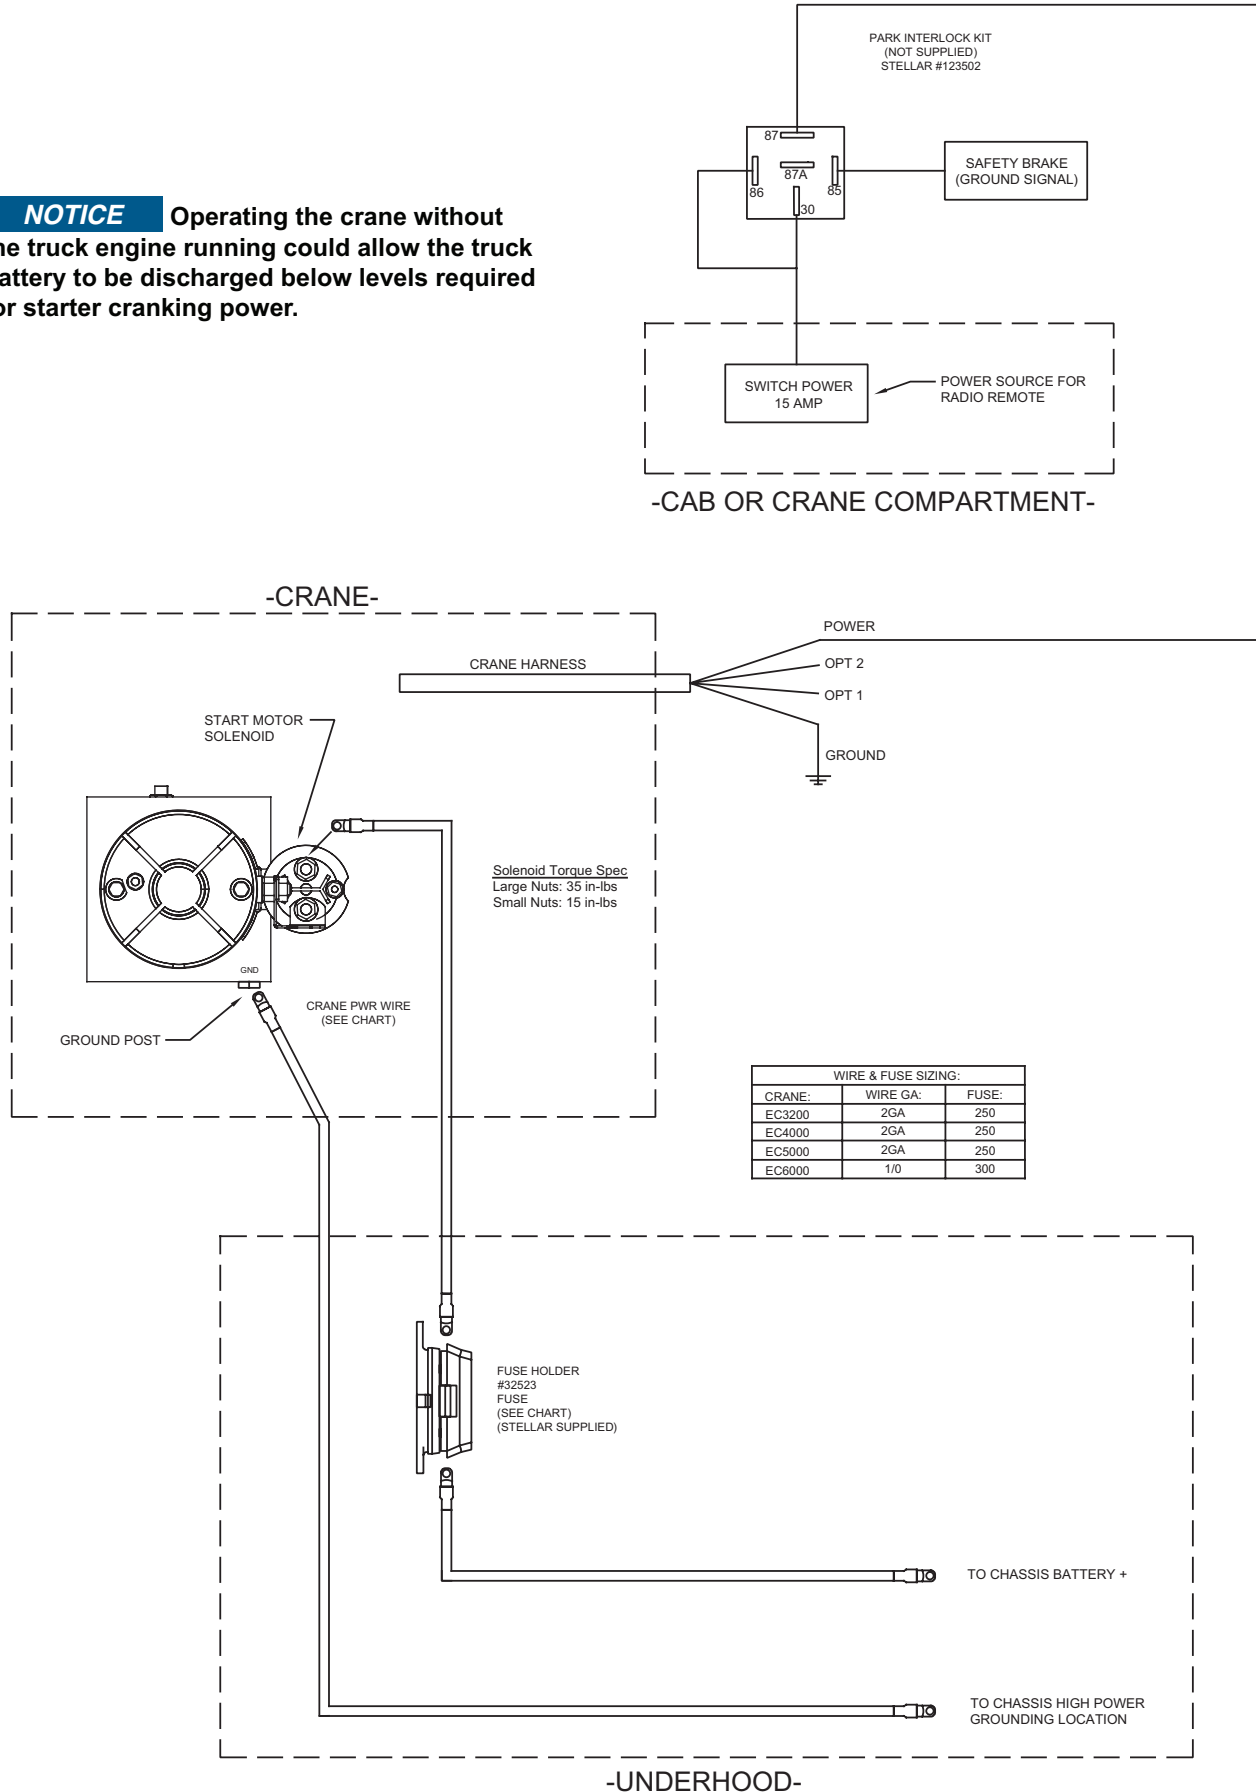 PARK INTERLOCK KIT
(NOT SUPPLIED)
STELLAR #123502
87
87A
86
85
30
SAFETY BRAKE
(GROUND SIGNAL)
NOTICE Operating the crane without
he truck engine running could allow the truck
attery to be discharged below levels required
or starter cranking power.
SWITCH POWER
15 AMP
POWER SOURCE FOR
RADIO REMOTE
-CAB OR CRANE COMPARTMENT-
-CRANE-
POWER
CRANE HARNESS
OPT 2
OPT 1
GROUND
START MOTOR
SOLENOID
Solenoid Torque Spec
Large Nuts: 35 in-lbs
Small Nuts: 15 in-lbs
GND
CRANE PWR WIRE
(SEE CHART)
GROUND POST
WIRE & FUSE SIZING:
CRANE: WIRE GA: FUSE:
EC3200 2GA 250
EC4000 2GA 250
EC5000 2GA 250
EC6000 1/0 300
FUSE HOLDER
#32523
FUSE
(SEE CHART)
(STELLAR SUPPLIED)
TO CHASSIS BATTERY +
TO CHASSIS HIGH POWER
GROUNDING LOCATION
-UNDERHOOD-